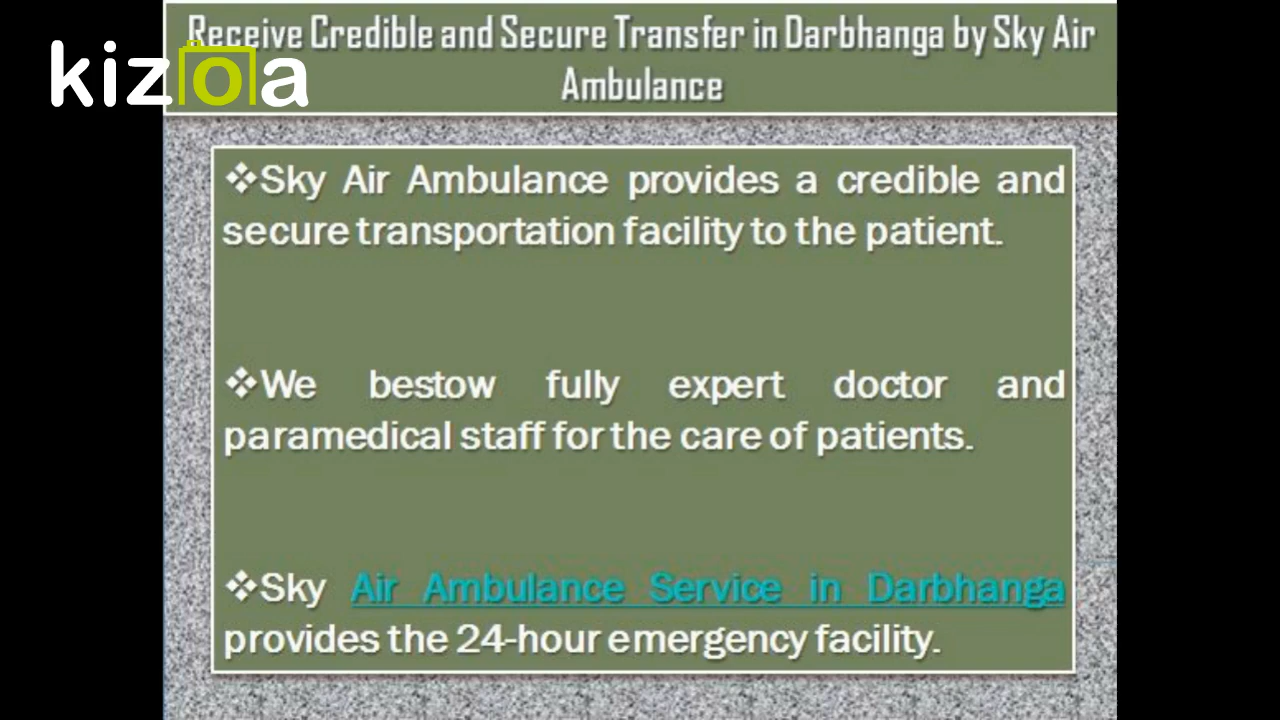 Receive Credible and Secure Transfer in Darbhanga by Sky Air
Ambulance
kizoa
❖Sky Air Ambulance provides a credible and
secure transportation facility to the patient.
❖We bestow fully expert doctor and
paramedical staff for the care of patients.
❖Sky Air Ambulance Service in Darbhanga
provides the 24-hour emergency facility.